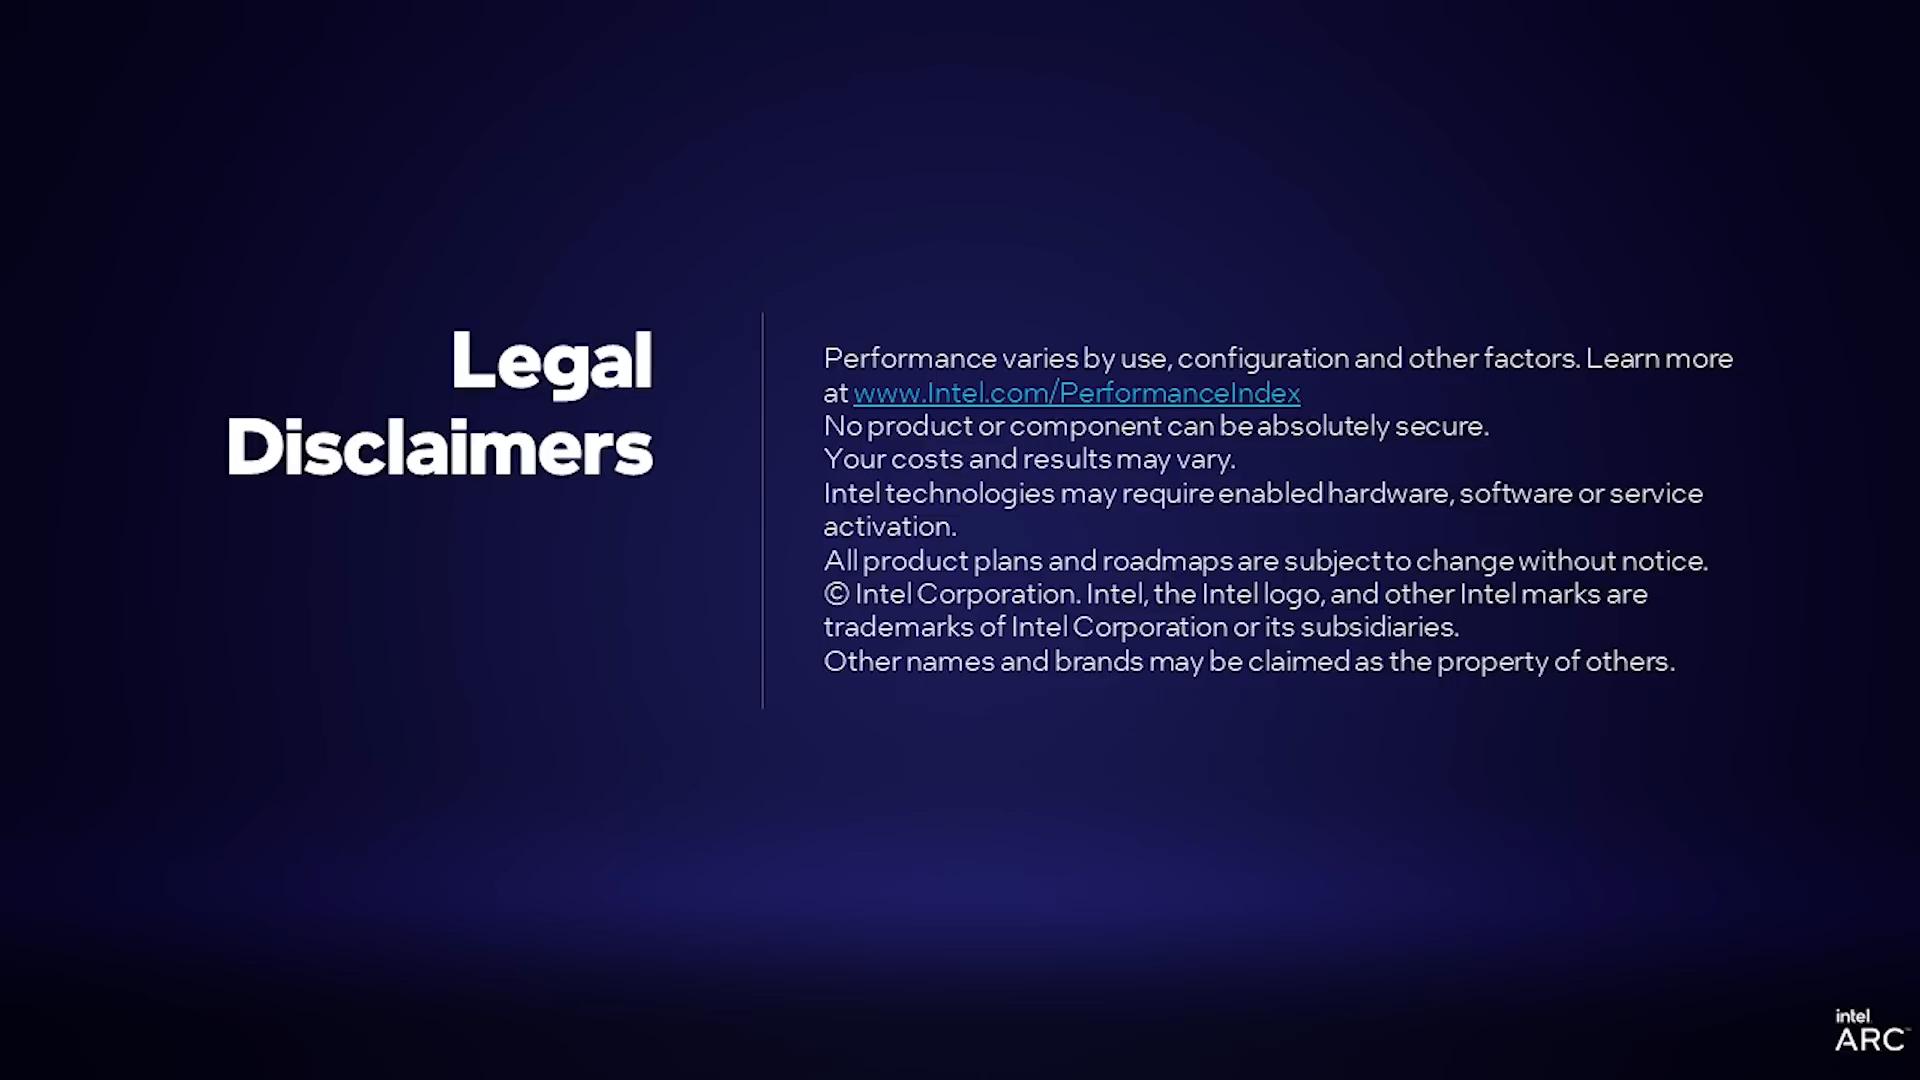 Legal
Disclaimers
Performance varies by use, configuration and other factors. Learn more
at www.Intel.com/PerformanceIndex
No product or component can be absolutely secure.
Your costs and results may vary.
Intel technologies may require enabled hardware, software or service
activation.
All product plans and roadmaps are subject to change without notice.
© Intel Corporation. Intel, the Intel logo, and other Intel marks are
trademarks of Intel Corporation or its subsidiaries.
Other names and brands may be claimed as the property of others.
intel
ARC™